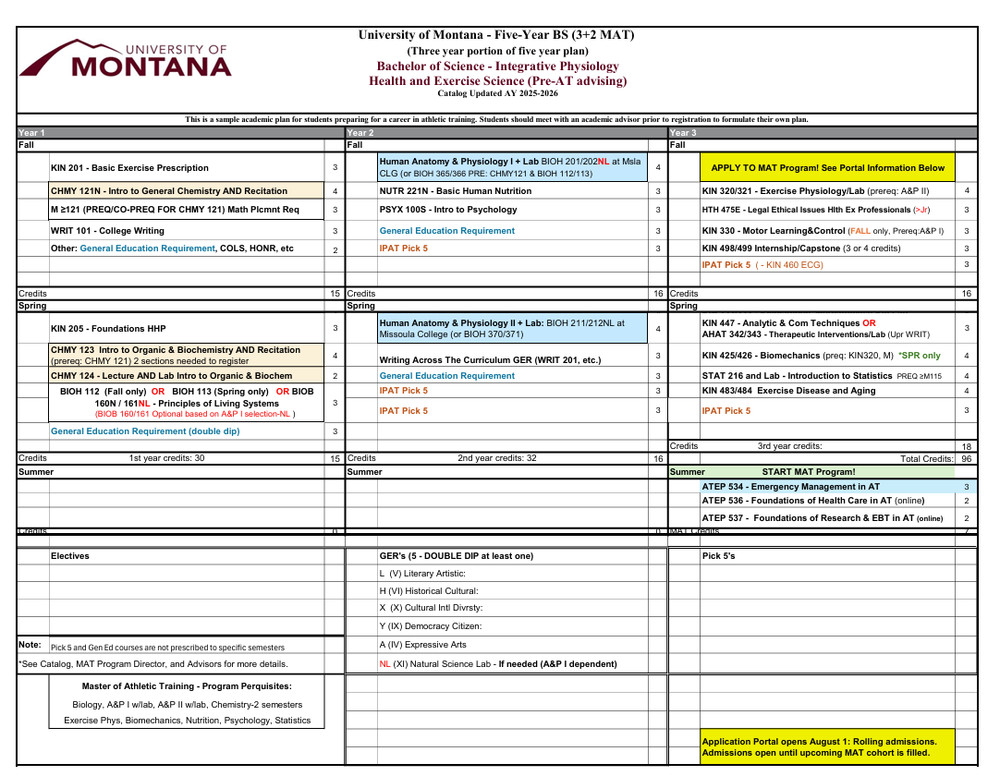 UNIVERSITY OF
MONTANA
University of Montana - Five-Year BS (3+2 MAT)
(Three year portion of five year plan)
Bachelor of Science - Integrative Physiology
Health and Exercise Science (Pre-AT advising)
Catalog Updated AY 2025-2026
This is a sample academic plan for students preparing for a career in athletic training. Students should meet with an academic advisor prior to registration to formulate their own plan.
Year 1
Fall
KIN 201 - Basic Exercise Prescription 3
CHMY 121N - Intro to General Chemistry AND Recitation 4
M ≥121 (PREQ/CO-PREQ FOR CHMY 121) Math Plcmnt Req 3
WRIT 101 - College Writing 3
Other: General Education Requirement, COLS, HONR, etc 2
Credits 15
Spring
KIN 205 - Foundations HHP 3
CHMY 123 Intro to Organic & Biochemistry AND Recitation
(prereq: CHMY 121) 2 sections needed to register 4
CHMY 124 - Lecture AND Lab Intro to Organic & Biochem 2
BIOH 112 (Fall only) OR BIOH 113 (Spring only) OR BIOB
160N / 161NL - Principles of Living Systems 3
(BIOB 160/161 Optional based on A&P I selection-NL )
General Education Requirement (double dip) 3
Credits 1st year credits: 30 15
Summer
Credits 0
Year 2
Fall
Human Anatomy & Physiology I + Lab BIOH 201/202NL at Msla
CLG (or BIOH 365/366 PRE: CHMY121 & BIOH 112/113) 4
NUTR 221N - Basic Human Nutrition 3
PSYX 100S - Intro to Psychology 3
General Education Requirement 3
IPAT Pick 5 3
Credits 16
Spring
Human Anatomy & Physiology II + Lab: BIOH 211/212NL at
Missoula College (or BIOH 370/371) 4
Writing Across The Curriculum GER (WRIT 201, etc.) 3
General Education Requirement 3
IPAT Pick 5 3
IPAT Pick 5 3
Credits 2nd year credits: 32 16
Summer
0
Year 3
Fall
APPLY TO MAT Program! See Portal Information Below
KIN 320/321 - Exercise Physiology/Lab (prereq: A&P II) 4
HTH 475E - Legal Ethical Issues Hlth Ex Professionals (>Jr) 3
KIN 330 - Motor Learning&Control (FALL only, Prereq:A&P I) 3
KIN 498/499 Internship/Capstone (3 or 4 credits) 3
IPAT Pick 5 ( - KIN 460 ECG) 3
Credits 16
Spring
KIN 447 - Analytic & Com Techniques OR
AHAT 342/343 - Therapeutic Interventions/Lab (Upr WRIT) 3
KIN 425/426 - Biomechanics (preq: KIN320, M) *SPR only 4
STAT 216 and Lab - Introduction to Statistics PREQ ≥M115 4
KIN 483/484 Exercise Disease and Aging 4
IPAT Pick 5 3
Credits 3rd year credits: 18
Total Credits: 96
Summer START MAT Program!
ATEP 534 - Emergency Management in AT 3
ATEP 536 - Foundations of Health Care in AT (online) 2
ATEP 537 - Foundations of Research & EBT in AT (online) 2
MAT Credits 7
Electives
Note: Pick 5 and Gen Ed courses are not prescribed to specific semesters
*See Catalog, MAT Program Director, and Advisors for more details.
Master of Athletic Training - Program Perquisites:
Biology, A&P I w/lab, A&P II w/lab, Chemistry-2 semesters
Exercise Phys, Biomechanics, Nutrition, Psychology, Statistics
GER's (5 - DOUBLE DIP at least one)
L (V) Literary Artistic:
H (VI) Historical Cultural:
X (X) Cultural Intl Divrsty:
Y (IX) Democracy Citizen:
A (IV) Expressive Arts
NL (XI) Natural Science Lab - If needed (A&P I dependent)
Pick 5's
Application Portal opens August 1: Rolling admissions.
Admissions open until upcoming MAT cohort is filled.